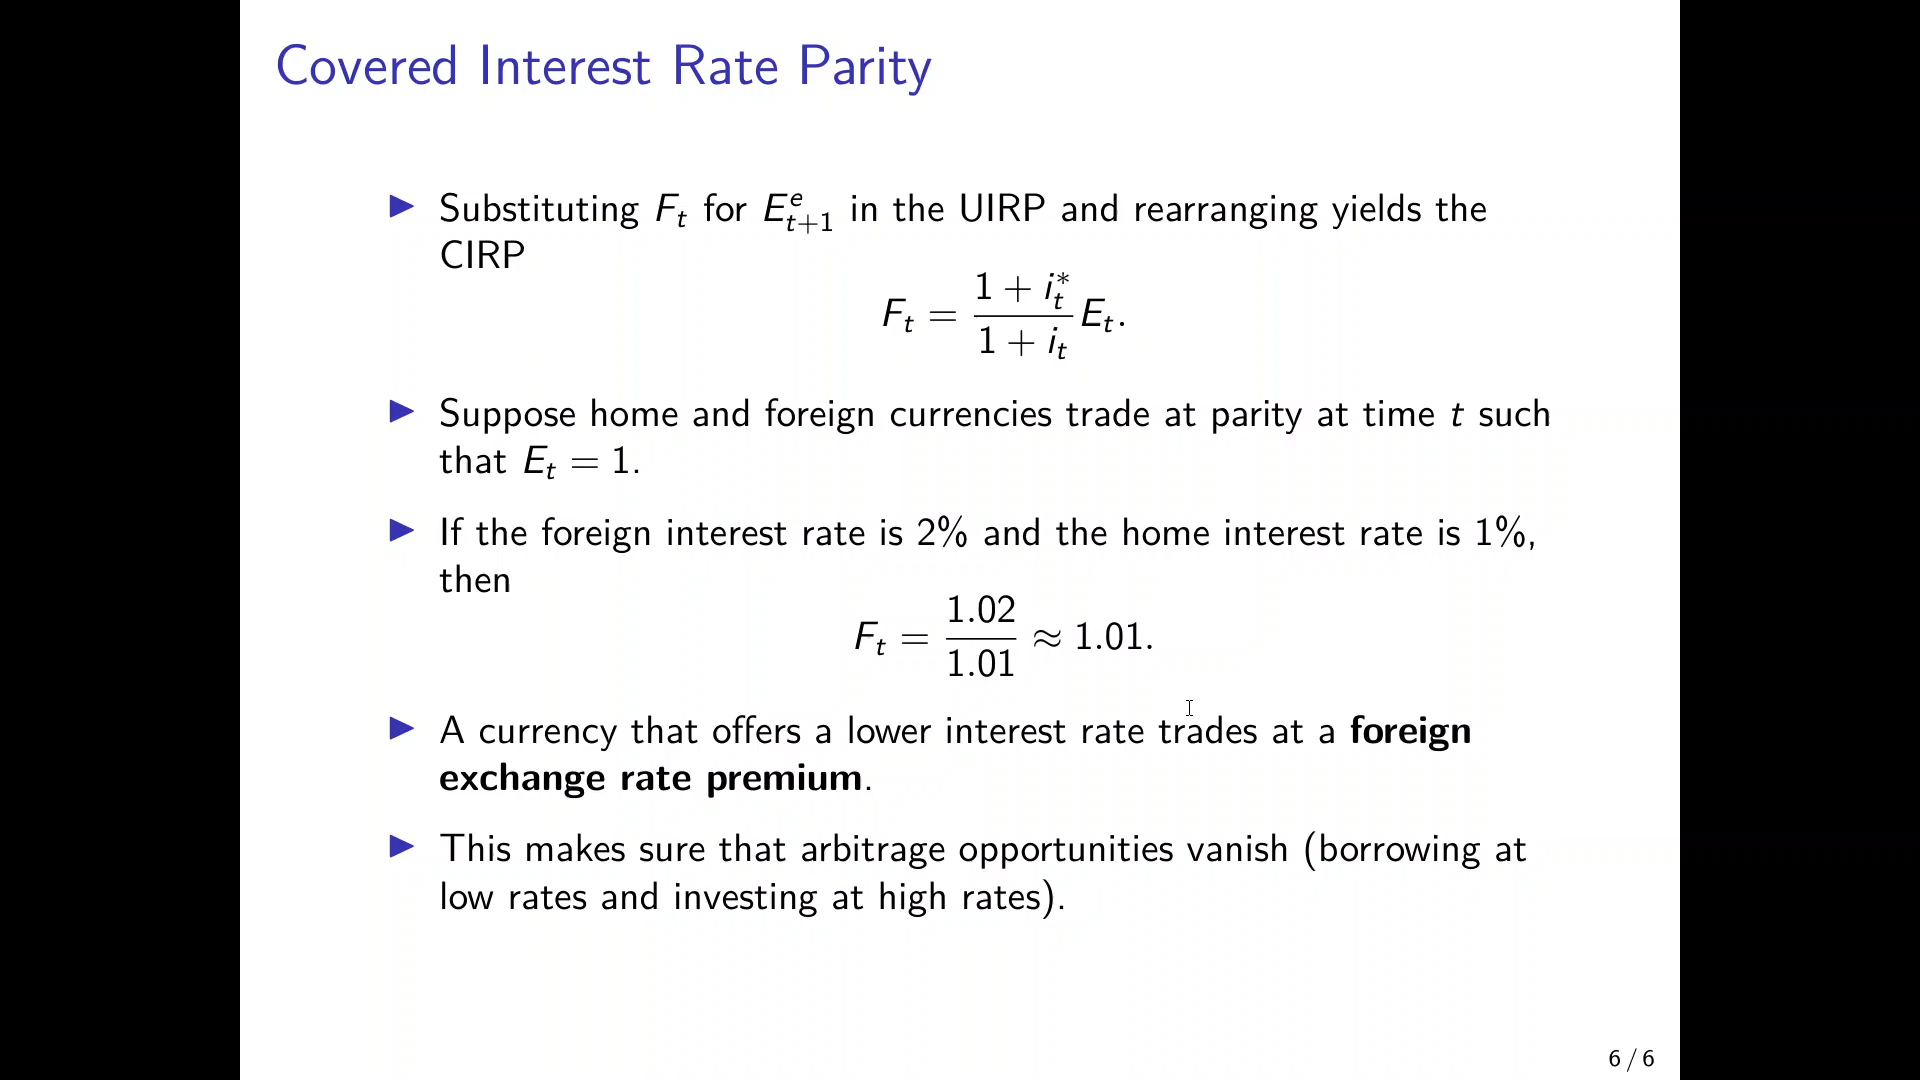 Covered Interest Rate Parity
▶ Substituting F_t for E^e_{t+1} in the UIRP and rearranging yields the
CIRP
F_t = \frac{1 + i^*_t}{1 + i_t} E_t.
▶ Suppose home and foreign currencies trade at parity at time t such
that E_t = 1.
▶ If the foreign interest rate is 2% and the home interest rate is 1%,
then
F_t = \frac{1.02}{1.01} ≈ 1.01.
▶ A currency that offers a lower interest rate trades at a foreign
exchange rate premium.
▶ This makes sure that arbitrage opportunities vanish (borrowing at
low rates and investing at high rates).
6 / 6